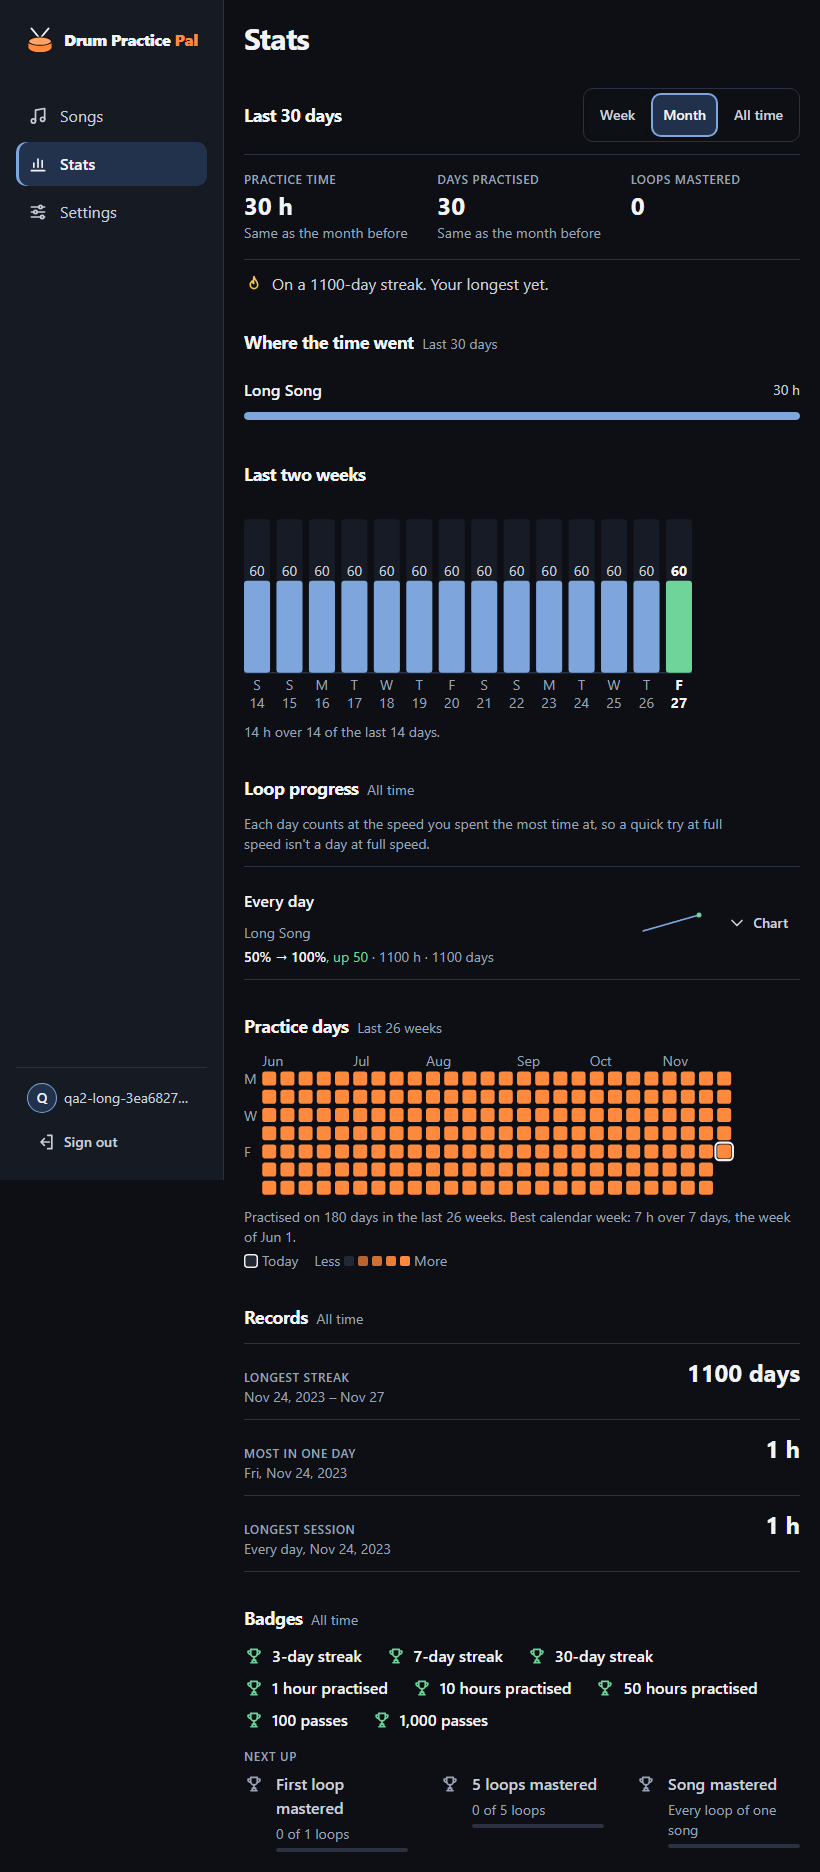 Drum Practice Pal
Songs
Stats
Settings
Q qa2-long-3ea6827...
Sign out
Stats
Last 30 days
Week Month All time
PRACTICE TIME DAYS PRACTISED LOOPS MASTERED
30 h 30 0
Same as the month before Same as the month before
On a 1100-day streak. Your longest yet.
Where the time went Last 30 days
Long Song 30 h
Last two weeks
60 60 60 60 60 60 60 60 60 60 60 60 60 60
S S M T W T F S S M T W T F
14 15 16 17 18 19 20 21 22 23 24 25 26 27
14 h over 14 of the last 14 days.
Loop progress All time
Each day counts at the speed you spent the most time at, so a quick try at full
speed isn't a day at full speed.
Every day
Long Song
50% → 100%, up 50 · 1100 h · 1100 days
Chart
Practice days Last 26 weeks
Jun Jul Aug Sep Oct Nov
M
W
F
Practised on 180 days in the last 26 weeks. Best calendar week: 7 h over 7 days, the week
of Jun 1.
Today Less More
Records All time
LONGEST STREAK 1100 days
Nov 24, 2023 – Nov 27
MOST IN ONE DAY 1 h
Fri, Nov 24, 2023
LONGEST SESSION 1 h
Every day, Nov 24, 2023
Badges All time
3-day streak 7-day streak 30-day streak
1 hour practised 10 hours practised 50 hours practised
100 passes 1,000 passes
NEXT UP
First loop
mastered
0 of 1 loops
5 loops mastered
0 of 5 loops
Song mastered
Every loop of one
song